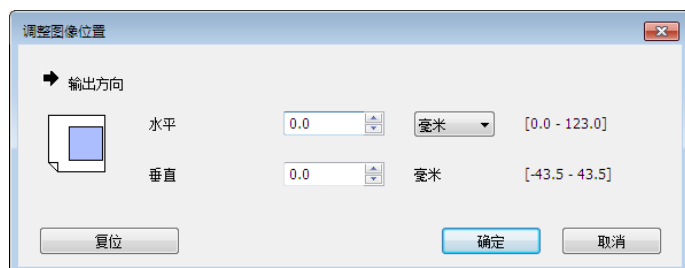 调整图像位置
输出方向
水平 0.0 毫米 [0.0 - 123.0]
垂直 0.0 毫米 [-43.5 - 43.5]
复位 确定 取消